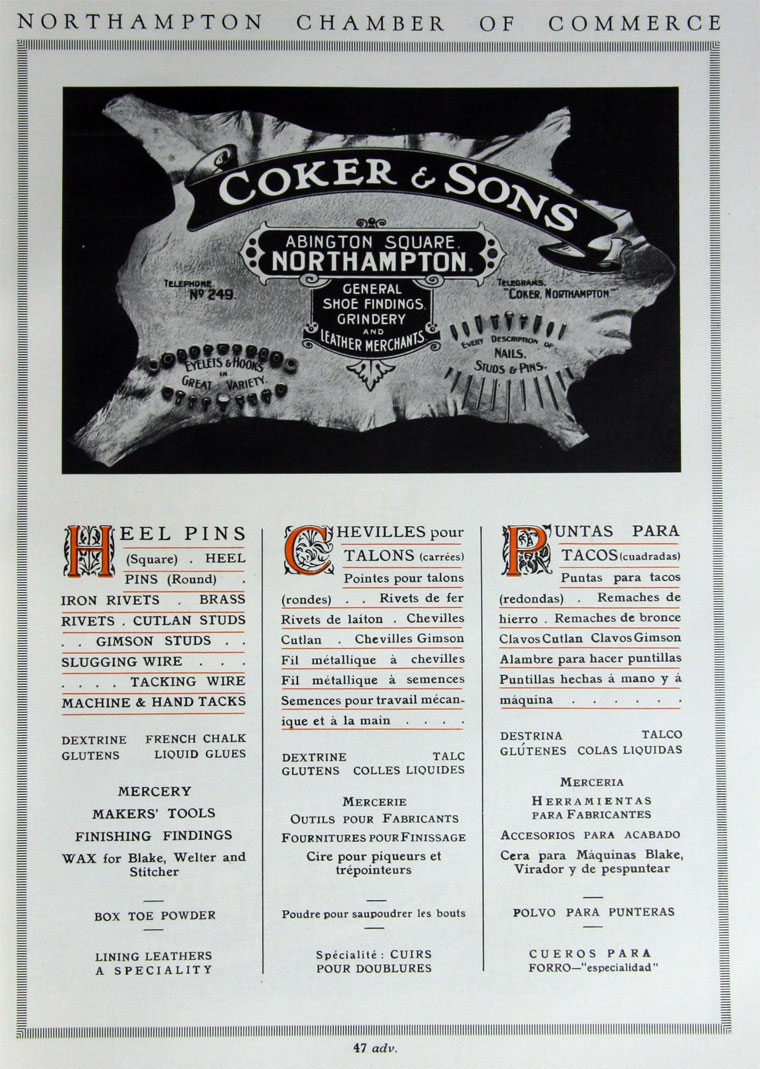 NORTHAMPTON CHAMBER OF COMMERCE
COKER & SONS
ABINGTON SQUARE.
NORTHAMPTON.
TELEPHONE
Nº 249.
GENERAL
SHOE FINDINGS,
GRINDERY
AND
LEATHER MERCHANTS.
TELEGRAMS.
"COKER, NORTHAMPTON"
EYELETS & HOOKS
IN
GREAT VARIETY.
EVERY DESCRIPTION OF
NAILS.
STUDS & PINS.
HEEL PINS
(Square) . HEEL
PINS (Round) .
IRON RIVETS . BRASS
RIVETS . CUTLAN STUDS
. . GIMSON STUDS . .
SLUGGING WIRE . . .
. . . . TACKING WIRE
MACHINE & HAND TACKS
DEXTRINE FRENCH CHALK
GLUTENS LIQUID GLUES
MERCERY
MAKERS' TOOLS
FINISHING FINDINGS
WAX for Blake, Welter and
Stitcher
BOX TOE POWDER
LINING LEATHERS
A SPECIALITY
CHEVILLES pour
TALONS (carrées)
Pointes pour talons
(rondes) . . Rivets de fer
Rivets de laiton . Chevilles
Cutlan . Chevilles Gimson
Fil métallique à chevilles
Fil métallique à semences
Semences pour travail mécan-
ique et à la main . . . .
DEXTRINE TALC
GLUTENS COLLES LIQUIDES
MERCERIE
OUTILS POUR FABRICANTS
FOURNITURES POUR FINISSAGE
Cire pour piqueurs et
trépointeurs
Poudre pour saupoudrer les bouts
Spécialité : CUIRS
POUR DOUBLURES
PUNTAS PARA
TACOS (cuadradas)
Puntas para tacos
(redondas) . Remaches de
hierro . Remaches de bronce
Clavos Cutlan Clavos Gimson
Alambre para hacer puntillas
Puntillas hechas á mano y á
máquina . . . . . .
DESTRINA TALCO
GLÚTENES COLAS LIQUIDAS
MERCERIA
HERRAMIENTAS
PARA FABRICANTES
ACCESORIOS PARA ACABADO
Cera para Máquinas Blake,
Virador y de pespuntear
POLVO PARA PUNTERAS
CUEROS PARA
FORRO—"especialidad"
47 adv.